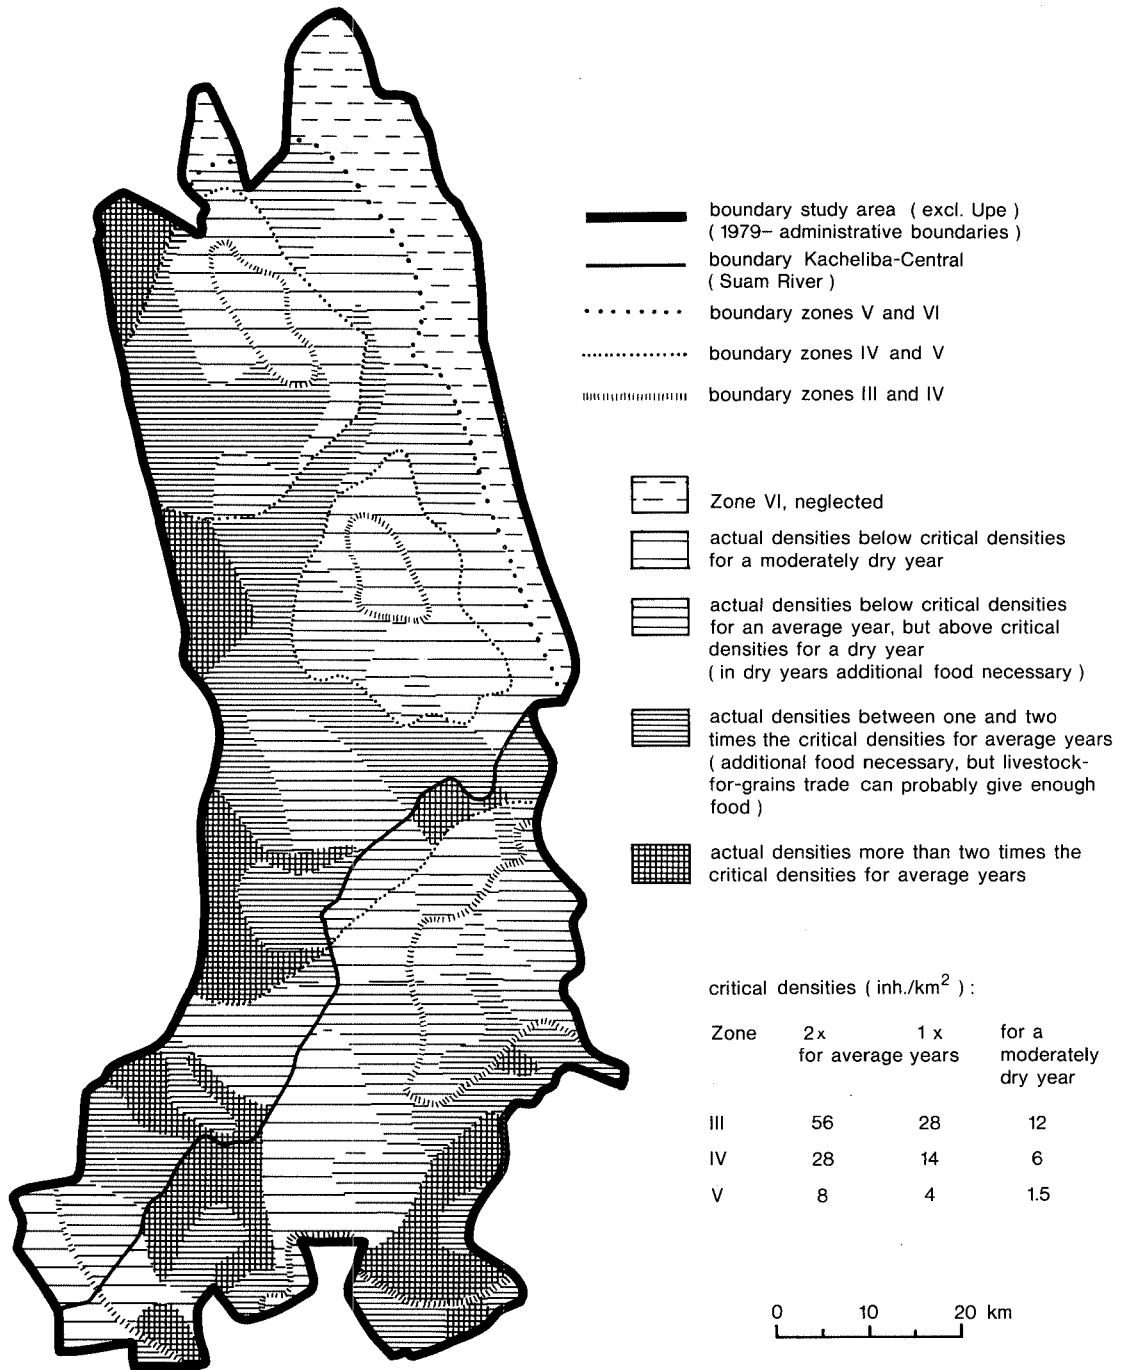 boundary study area ( excl. Upe )
( 1979– administrative boundaries )
boundary Kacheliba-Central
( Suam River )
boundary zones V and VI
boundary zones IV and V
boundary zones III and IV
Zone VI, neglected
actual densities below critical densities
for a moderately dry year
actual densities below critical densities
for an average year, but above critical
densities for a dry year
( in dry years additional food necessary )
actual densities between one and two
times the critical densities for average years
( additional food necessary, but livestock-
for-grains trade can probably give enough
food )
actual densities more than two times the
critical densities for average years
critical densities ( inh./km² ) :
Zone 2x 1 x for a
for average years moderately
dry year
III 56 28 12
IV 28 14 6
V 8 4 1.5
0 10 20 km